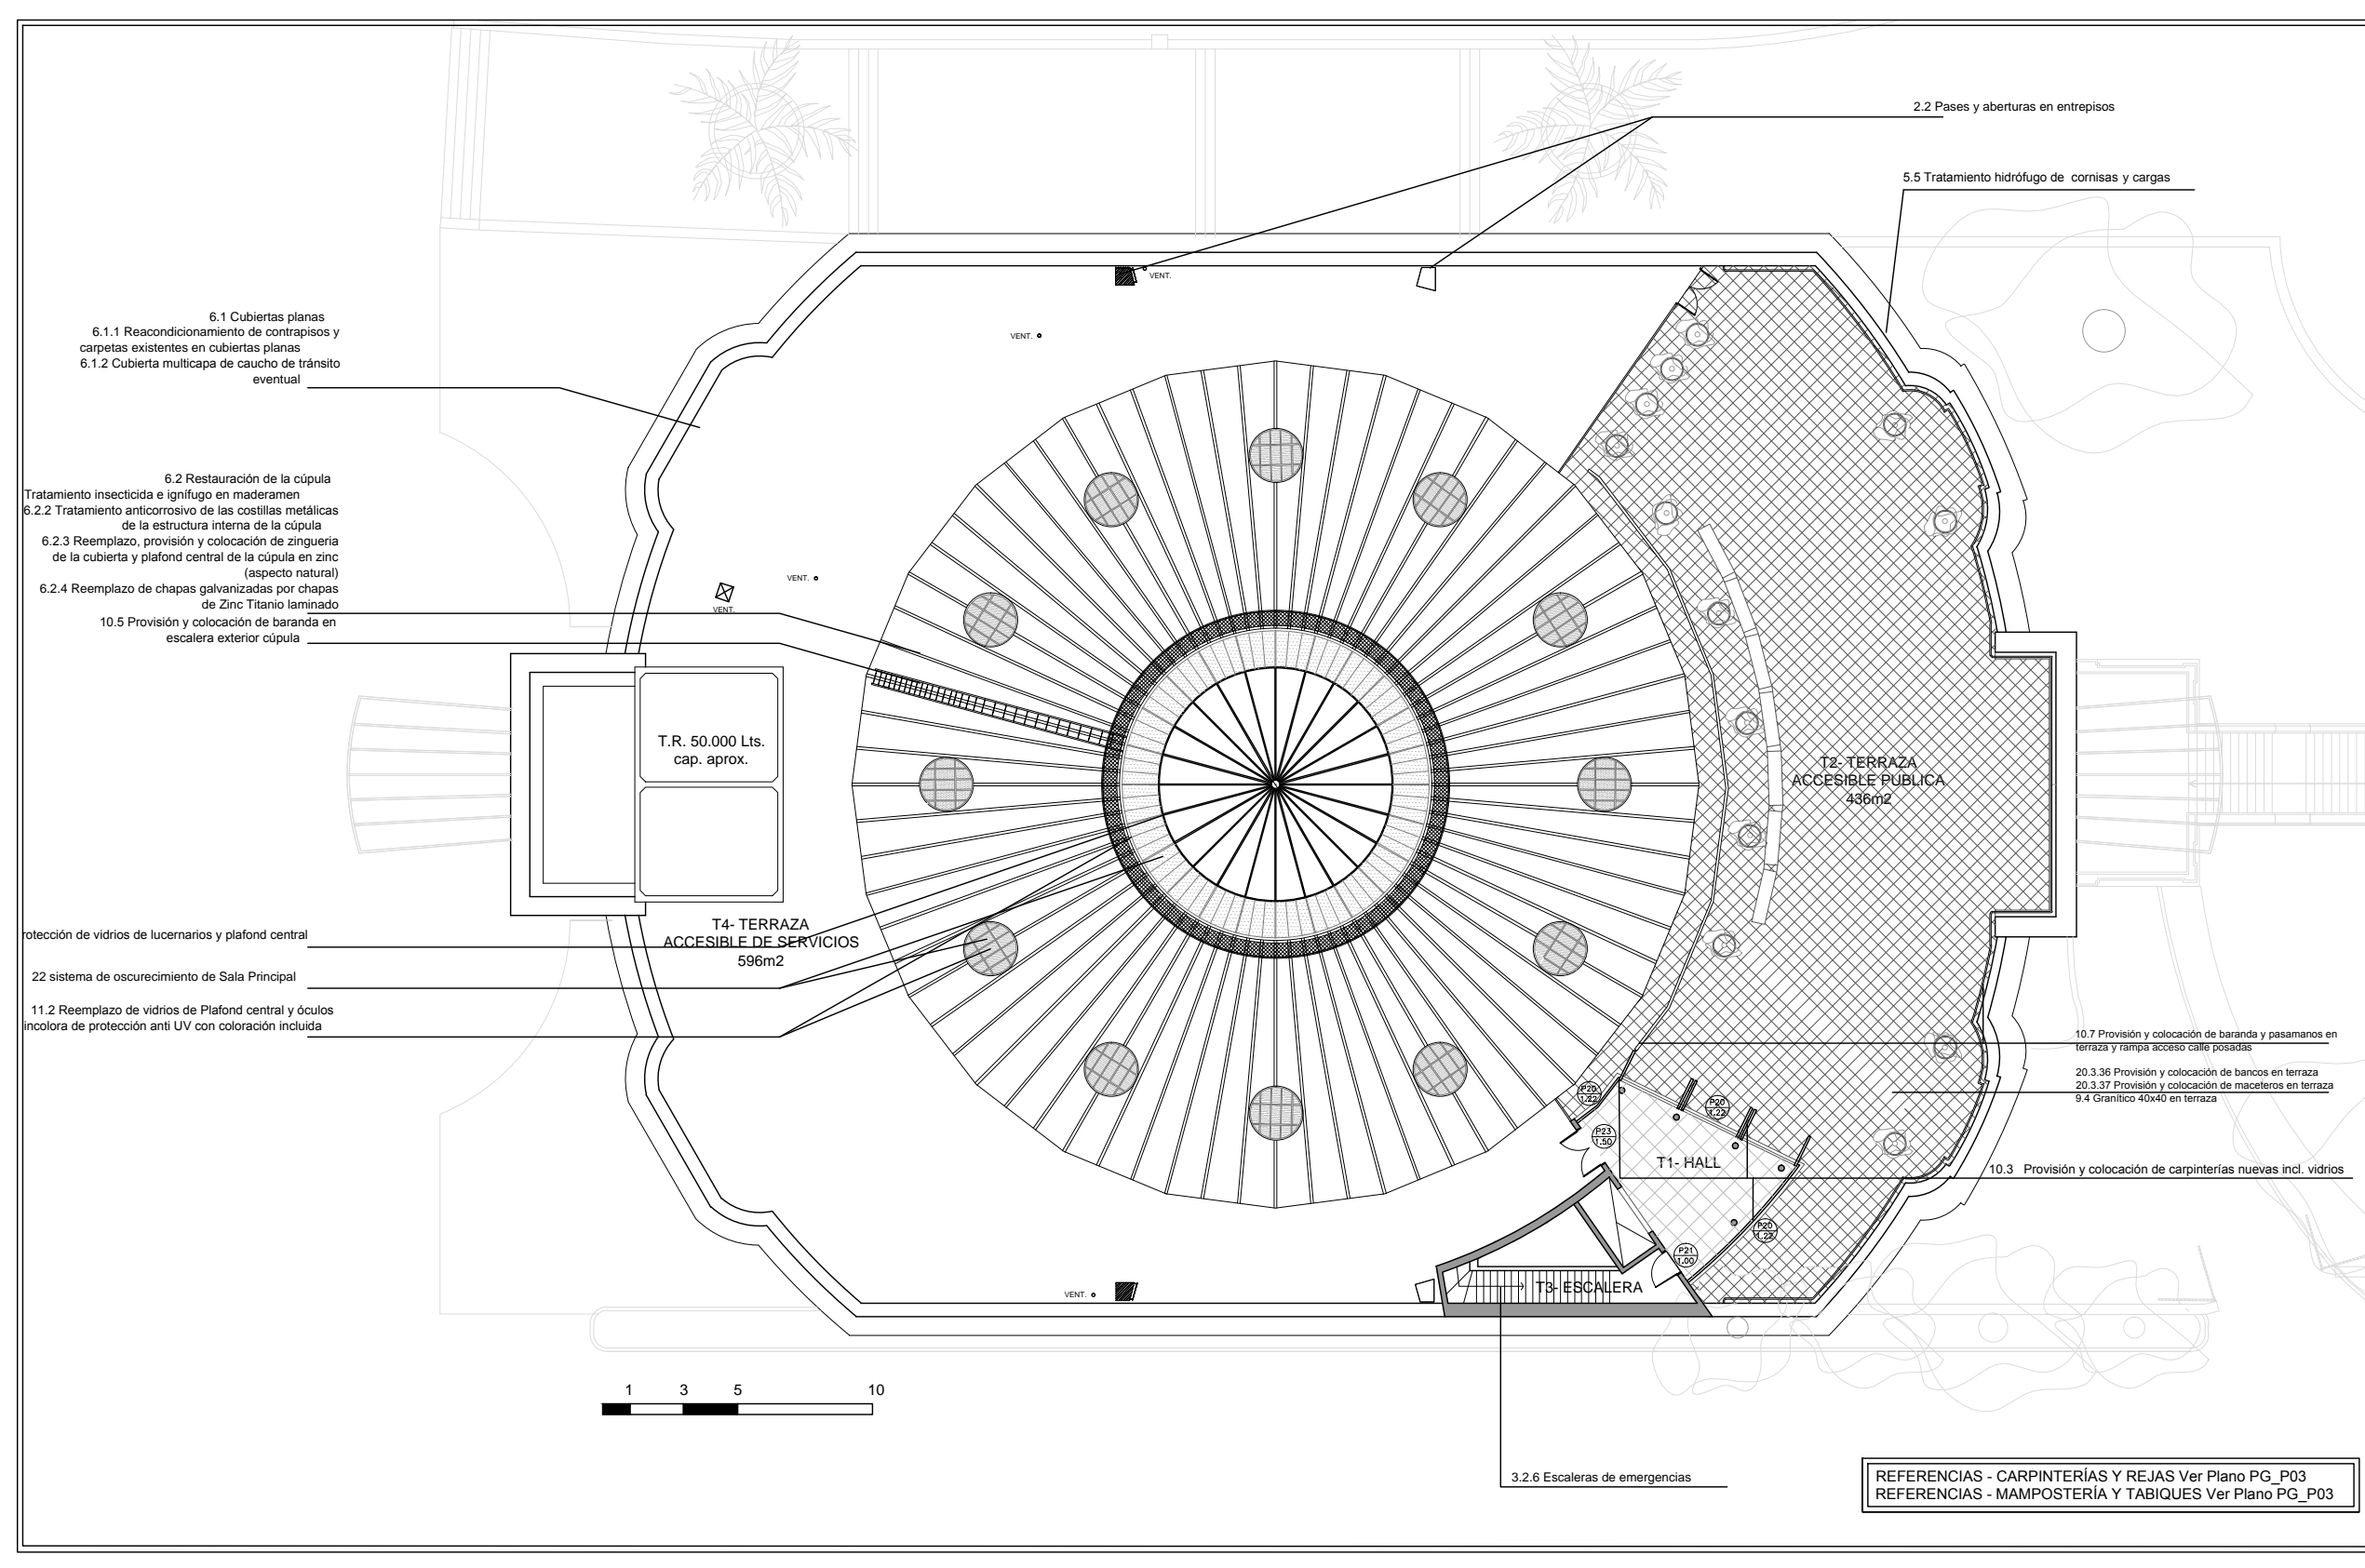 2.2 Pases y aberturas en entrepisos
5.5 Tratamiento hidrófugo de cornisas y cargas
VENT.
VENT.
6.1 Cubiertas planas
6.1.1 Reacondicionamiento de contrapisos y
carpetas existentes en cubiertas planas
6.1.2 Cubierta multicapa de caucho de tránsito
eventual
6.2 Restauración de la cúpula
Tratamiento insecticida e ignífugo en maderamen
6.2.2 Tratamiento anticorrosivo de las costillas metálicas
de la estructura interna de la cúpula
6.2.3 Reemplazo, provisión y colocación de zingueria
de la cubierta y plafond central de la cúpula en zinc
(aspecto natural)
6.2.4 Reemplazo de chapas galvanizadas por chapas
de Zinc Titanio laminado
10.5 Provisión y colocación de baranda en
escalera exterior cúpula
VENT.
VENT.
T.R. 50.000 Lts.
cap. aprox.
T2- TERRAZA
ACCESIBLE PUBLICA
436m2
T4- TERRAZA
ACCESIBLE DE SERVICIOS
596m2
rotección de vidrios de lucernarios y plafond central
22 sistema de oscurecimiento de Sala Principal
11.2 Reemplazo de vidrios de Plafond central y óculos
incolora de protección anti UV con coloración incluida
10.7 Provisión y colocación de baranda y pasamanos en
terraza y rampa acceso calle posadas
20.3.36 Provisión y colocación de bancos en terraza
20.3.37 Provisión y colocación de maceteros en terraza
9.4 Granítico 40x40 en terraza
P20
1.22
P20
1.22
P23
1.50
T1- HALL
10.3 Provisión y colocación de carpinterías nuevas incl. vidrios
P20
1.22
P21
1.00
T3- ESCALERA
VENT.
1 3 5 10
3.2.6 Escaleras de emergencias
REFERENCIAS - CARPINTERÍAS Y REJAS Ver Plano PG_P03
REFERENCIAS - MAMPOSTERÍA Y TABIQUES Ver Plano PG_P03